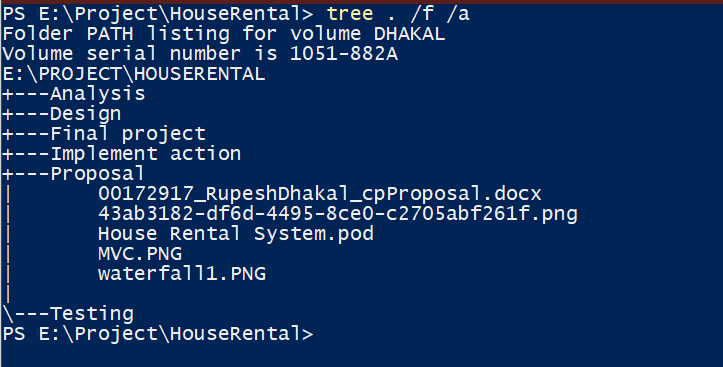 PS E:\Project\HouseRental> tree . /f /a
Folder PATH listing for volume DHAKAL
Volume serial number is 1051-882A
E:\PROJECT\HOUSERENTAL
+---Analysis
+---Design
+---Final project
+---Implement action
+---Proposal
|       00172917_RupeshDhakal_cpProposal.docx
|       43ab3182-df6d-4495-8ce0-c2705abf261f.png
|       House Rental System.pod
|       MVC.PNG
|       waterfall1.PNG
|
\---Testing
PS E:\Project\HouseRental>